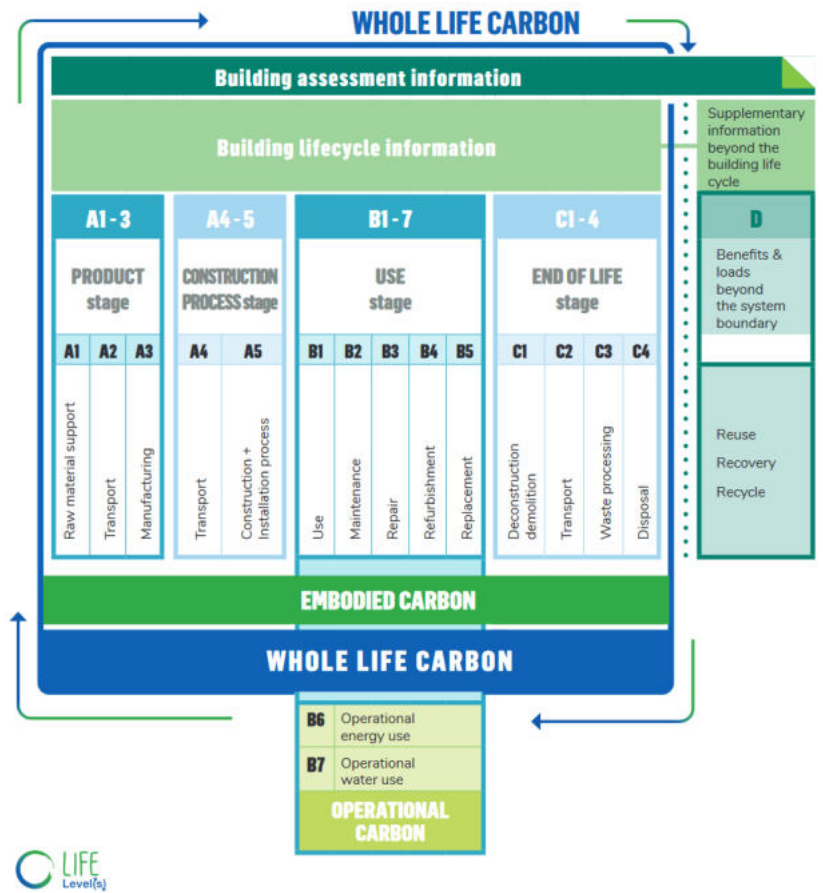 WHOLE LIFE CARBON
Building assessment information
Building lifecycle information
Supplementary
information
beyond the
building life
cycle
A1 - 3
A4 - 5
B1 - 7
C1 - 4
D
PRODUCT
stage
CONSTRUCTION
PROCESS stage
USE
stage
END OF LIFE
stage
Benefits &
loads
beyond
the system
boundary
A1
A2
A3
A4
A5
B1
B2
B3
B4
B5
C1
C2
C3
C4
Raw material support
Transport
Manufacturing
Transport
Construction +
Installation process
Use
Maintenance
Repair
Refurbishment
Replacement
Deconstruction
demolition
Transport
Waste processing
Disposal
Reuse
Recovery
Recycle
EMBODIED CARBON
WHOLE LIFE CARBON
B6
Operational
energy use
B7
Operational
water use
OPERATIONAL
CARBON
LIFE
Level(s)